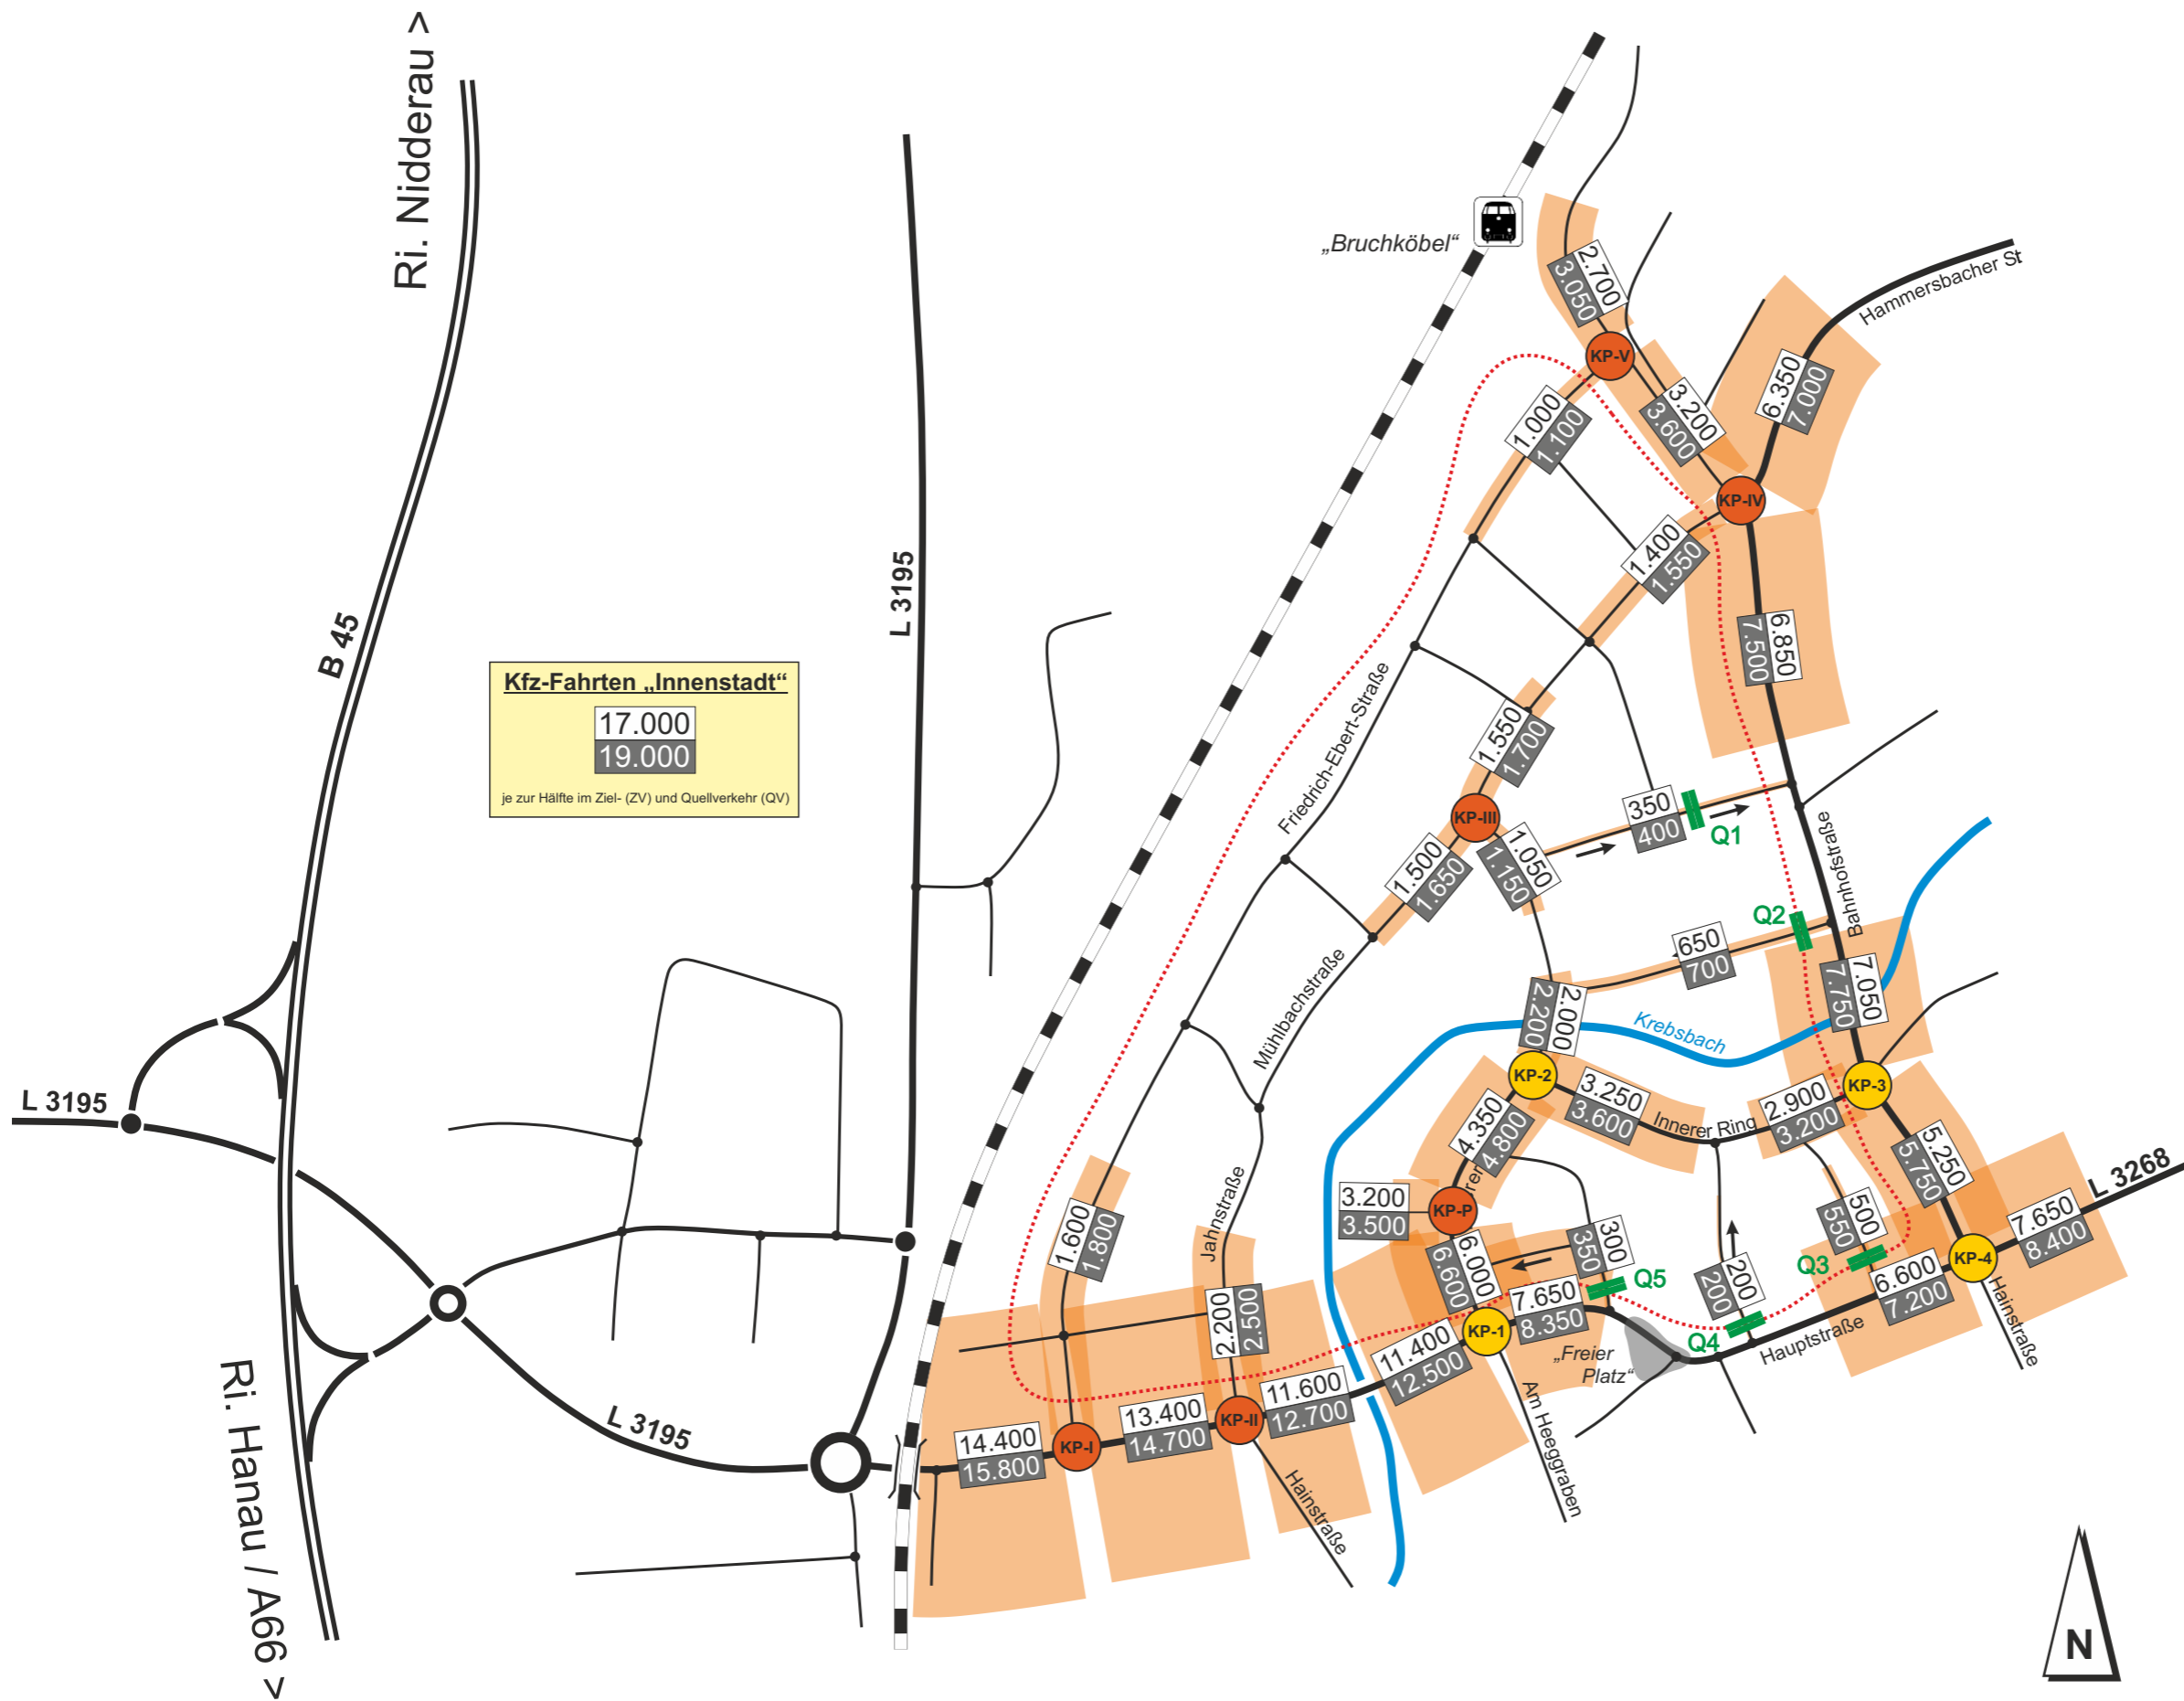 Ri. Nidderau >
B 45
L 3195
Kfz-Fahrten „Innenstadt“
17.000
19.000
je zur Hälfte im Ziel- (ZV) und Quellverkehr (QV)
„Bruchköbel“
2.700
3.050
KP-V
Hammersbacher St
6.350
7.000
3.200
3.600
1.000
1.100
KP-IV
1.400
1.550
6.850
7.500
Friedrich-Ebert-Straße
1.550
1.700
KP-III
350
400
Q1
1.050
1.150
1.500
1.650
Bahnhofstraße
Q2
650
700
Mühlbachstraße
2.000
2.200
7.050
7.750
Krebsbach
KP-2
KP-3
3.250
3.600
Innerer Ring
2.900
3.200
4.350
4.800
L 3195
5.250
5.750
L 3268
3.200
3.500
KP-P
Jahnstraße
1.600
1.800
6.000
6.600
300
350
Q5
200
200
Q4
500
550
Q3
KP-4
7.650
8.400
6.600
7.200
Hainstraße
2.200
2.500
KP-1
7.650
8.350
„Freier
Platz“
Hauptstraße
11.400
12.500
11.600
12.700
KP-II
13.400
14.700
KP-I
14.400
15.800
Am Heeggraben
Hainstraße
L 3195
Ri. Hanau / A66 >
N